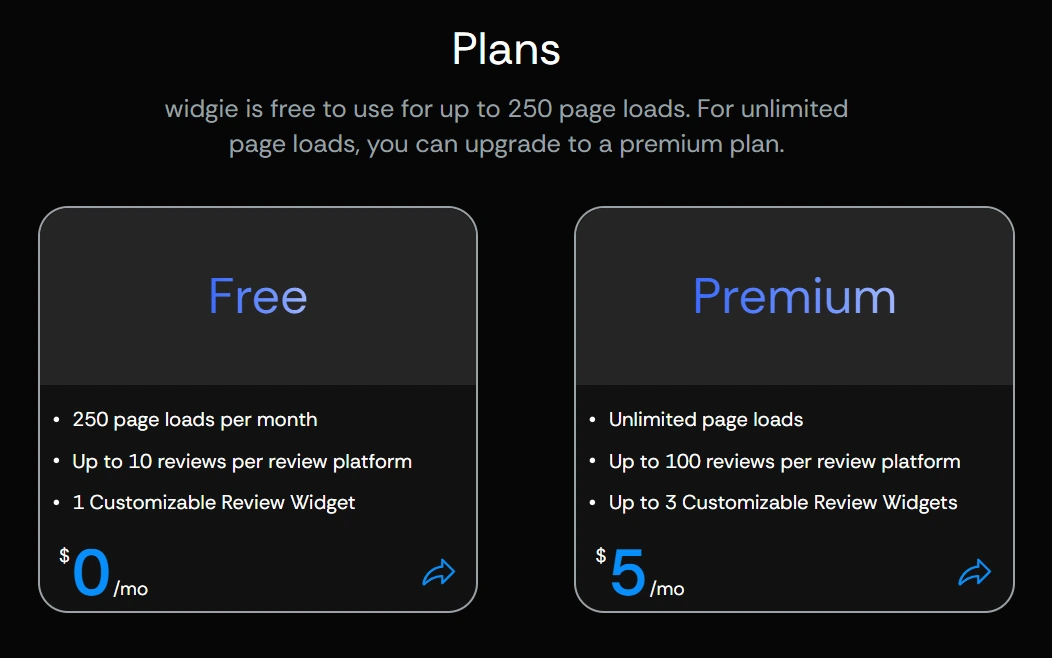 Plans
widgie is free to use for up to 250 page loads. For unlimited
page loads, you can upgrade to a premium plan.
Free
• 250 page loads per month
• Up to 10 reviews per review platform
• 1 Customizable Review Widget
$0/mo
Premium
• Unlimited page loads
• Up to 100 reviews per review platform
• Up to 3 Customizable Review Widgets
$5/mo